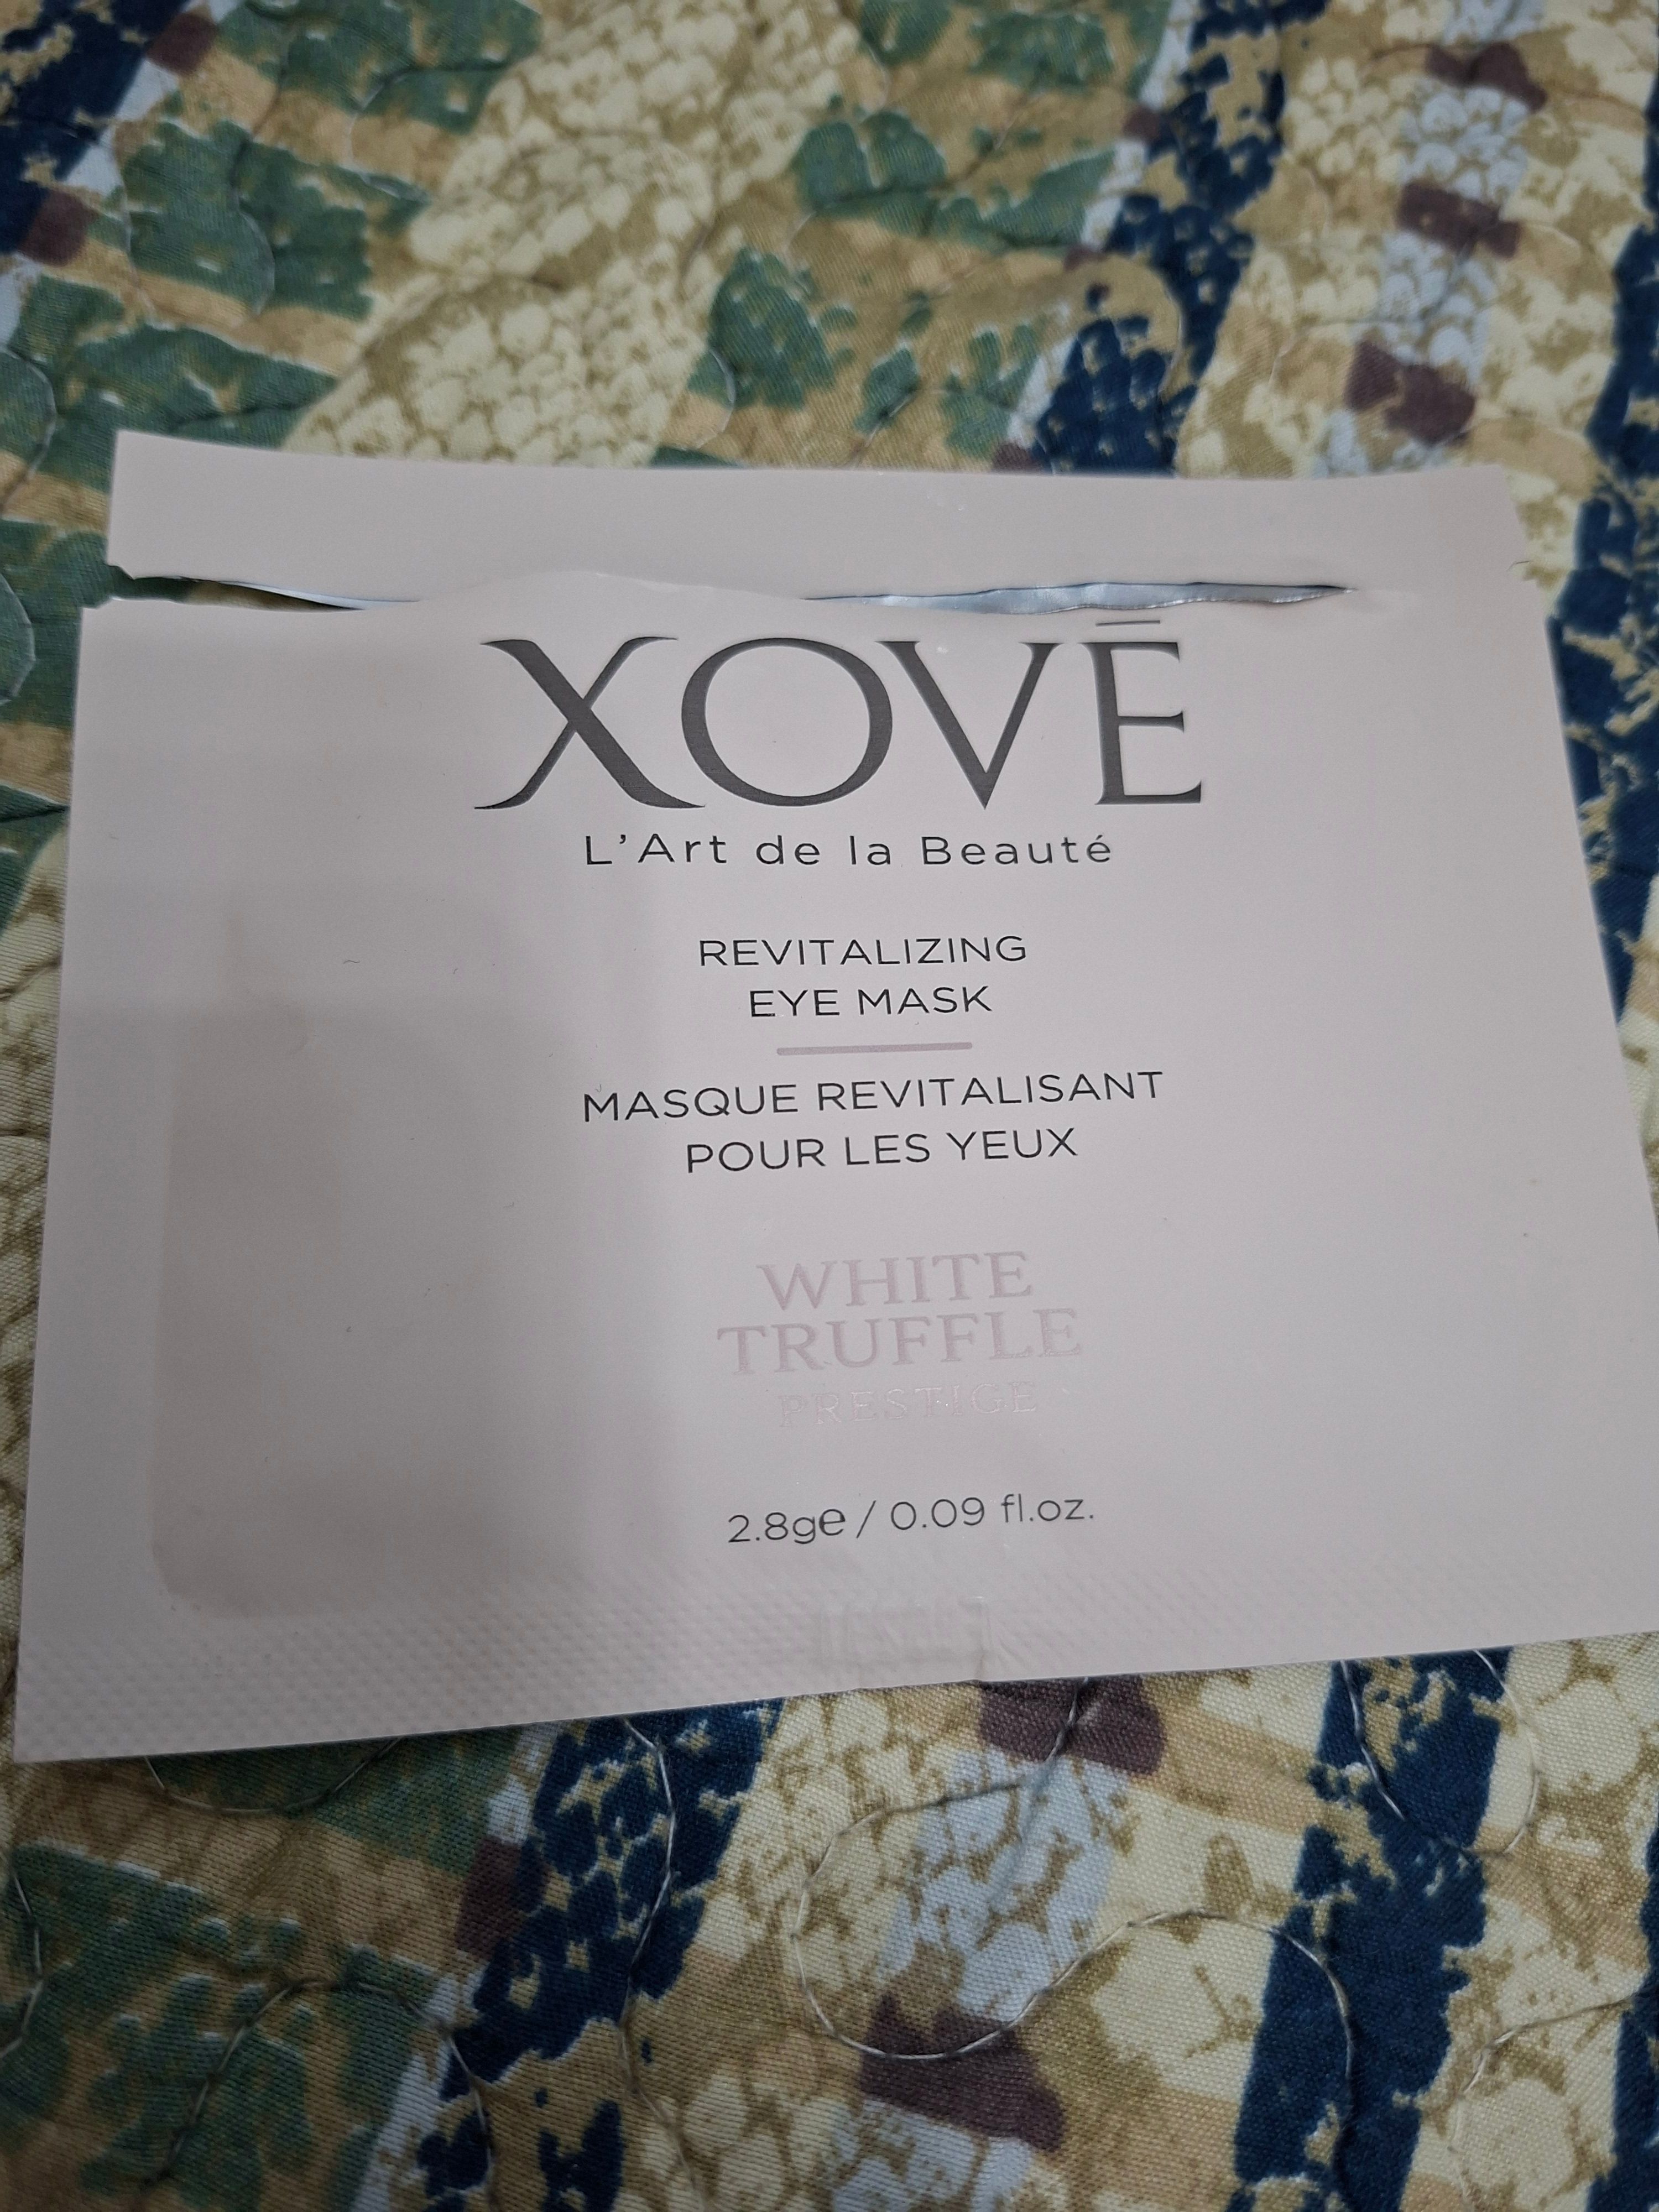 XOVĒ
L'Art de la Beauté
REVITALIZING
EYE MASK
MASQUE REVITALISANT
POUR LES YEUX
WHITE
TRUFFLE
PRESTIGE
2.8ge / 0.09 fl.oz.